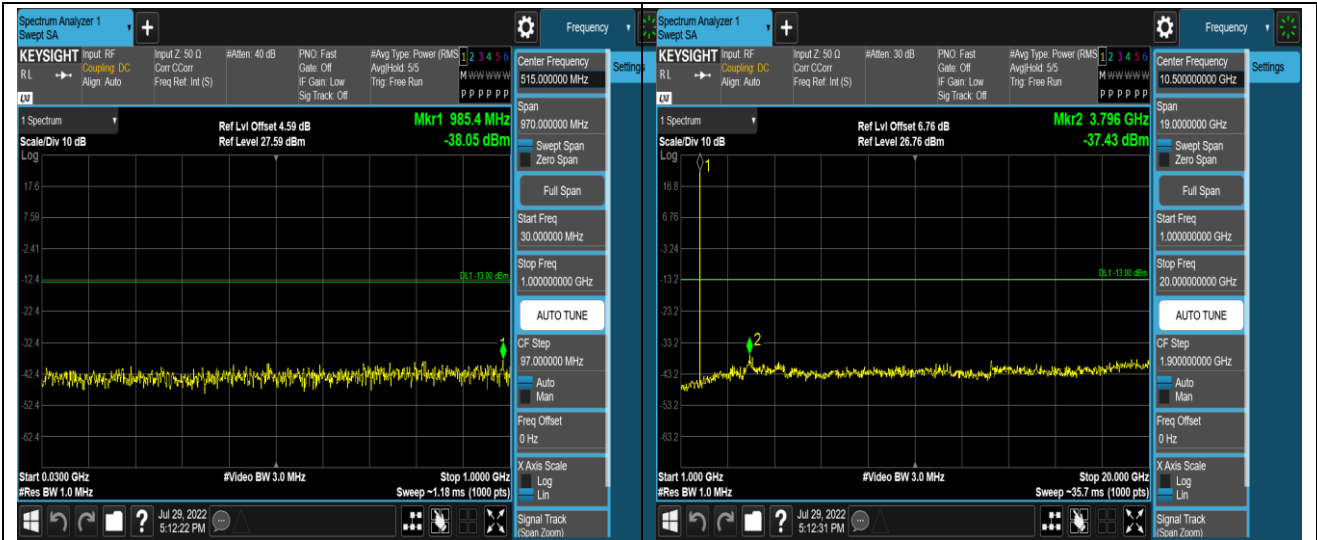 Spectrum Analyzer 1
Swept SA
+
Frequency
KEYSIGHT
RL
LXI
Input: RF
Coupling: DC
Align: Auto
Input Z: 50 Ω
Corr CCorr
Freq Ref: Int (S)
#Atten: 40 dB
PNO: Fast
Gate: Off
IF Gain: Low
Sig Track: Off
#Avg Type: Power (RMS
Avg|Hold: 5/5
Trig: Free Run
1 2 3 4 5 6
M W W W W W
P P P P P P
1 Spectrum
Scale/Div 10 dB
Log
Ref Lvl Offset 4.59 dB
Ref Level 27.59 dBm
Mkr1 985.4 MHz
-38.05 dBm
17.6
7.59
-2.41
-12.4
-22.4
-32.4
-42.4
-52.4
-62.4
DL1 -13.00 dBm
1
Start 0.0300 GHz
#Res BW 1.0 MHz
#Video BW 3.0 MHz
Stop 1.0000 GHz
Sweep ~1.18 ms (1000 pts)
Jul 29, 2022
5:12:22 PM
?
Center Frequency
515.000000 MHz
Span
970.000000 MHz
Swept Span
Zero Span
Full Span
Start Freq
30.000000 MHz
Stop Freq
1.000000000 GHz
AUTO TUNE
CF Step
97.000000 MHz
Auto
Man
Freq Offset
0 Hz
X Axis Scale
Log
Lin
Signal Track
(Span Zoom)
Settings
Spectrum Analyzer 1
Swept SA
+
Frequency
KEYSIGHT
RL
LXI
Input: RF
Coupling: DC
Align: Auto
Input Z: 50 Ω
Corr CCorr
Freq Ref: Int (S)
#Atten: 30 dB
PNO: Fast
Gate: Off
IF Gain: Low
Sig Track: Off
#Avg Type: Power (RMS
Avg|Hold: 5/5
Trig: Free Run
1 2 3 4 5 6
M W W W W W
P P P P P P
1 Spectrum
Scale/Div 10 dB
Log
Ref Lvl Offset 6.76 dB
Ref Level 26.76 dBm
Mkr2 3.796 GHz
-37.43 dBm
1
16.8
6.76
-3.24
-13.2
-23.2
-33.2
-43.2
-53.2
-63.2
DL1 -13.00 dBm
2
Start 1.000 GHz
#Res BW 1.0 MHz
#Video BW 3.0 MHz
Stop 20.000 GHz
Sweep ~35.7 ms (1000 pts)
Jul 29, 2022
5:12:31 PM
?
Center Frequency
10.500000000 GHz
Span
19.0000000 GHz
Swept Span
Zero Span
Full Span
Start Freq
1.000000000 GHz
Stop Freq
20.000000000 GHz
AUTO TUNE
CF Step
1.900000000 GHz
Auto
Man
Freq Offset
0 Hz
X Axis Scale
Log
Lin
Signal Track
(Span Zoom)
Settings